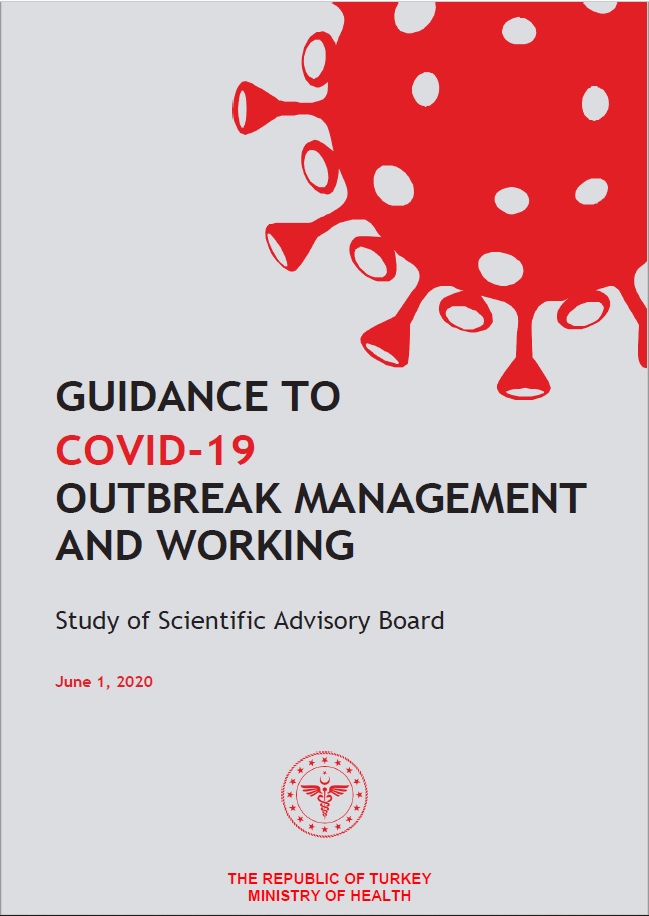 GUIDANCE TO
COVID-19
OUTBREAK MANAGEMENT
AND WORKING
Study of Scientific Advisory Board
June 1, 2020
THE REPUBLIC OF TURKEY
MINISTRY OF HEALTH